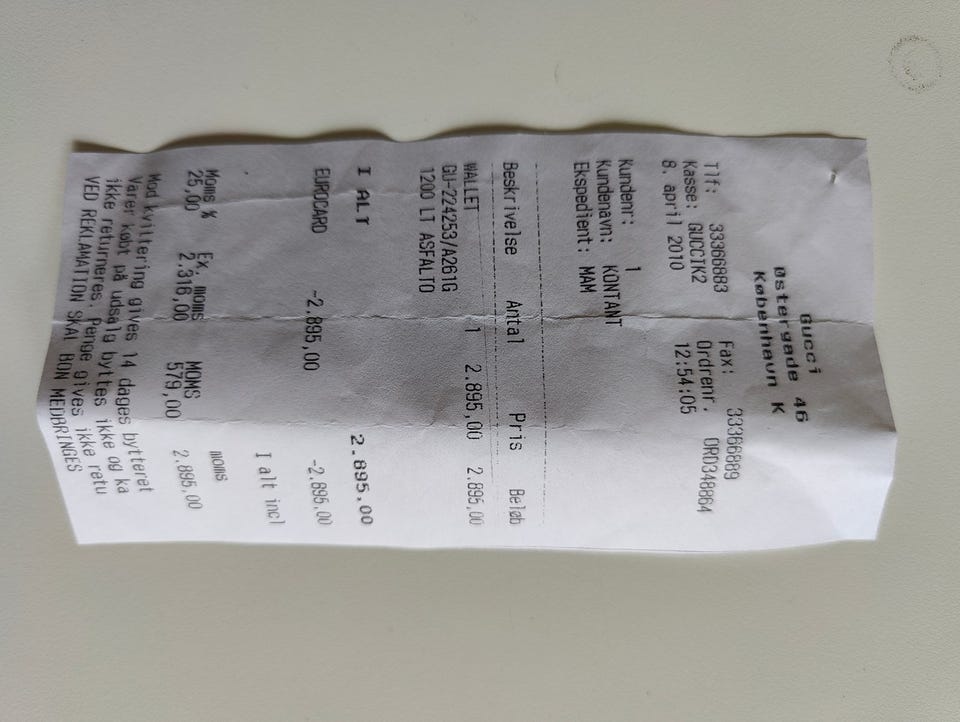 Gucci
Østergade 46
København K
Tlf: 33366883 Fax: 33366889
Kasse: GUCCIK2 Ordrenr. ORD348864
8. april 2010 12:54:05
Kundenr: 1
Kundenavn: KONTANT
Ekspedient: MAM
Beskrivelse Antal Pris Beløb
WALLET 1 2.895,00 2.895,00
GU-224253/A261G
1200 LT ASFALTO
I ALT 2.895,00
EUROCARD -2.895,00 -2.895,00
I alt incl
Moms % Ex. moms MOMS moms
25,00 2.316,00 579,00 2.895,00
Mod kvittering gives 14 dages bytteret
Varer købt på udsalg byttes ikke og ka
ikke returneres. Penge gives ikke retu
VED REKLAMATION SKAL BON MEDBRINGES